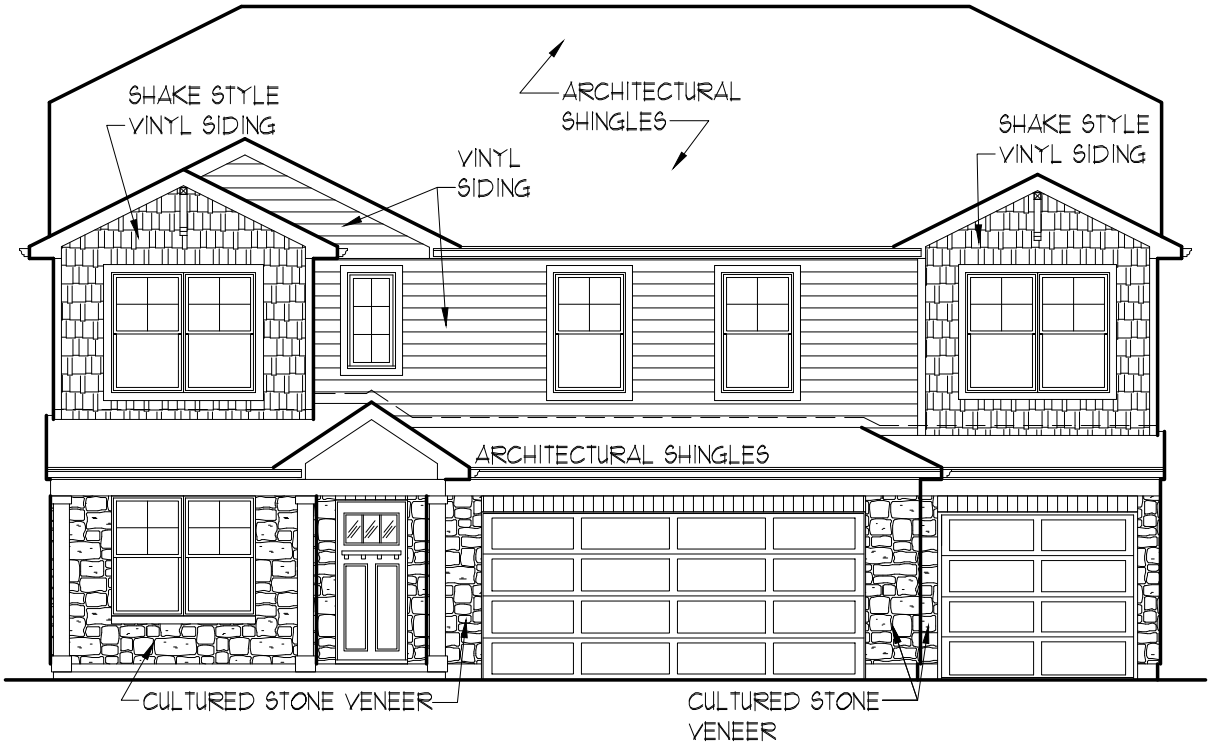 ARCHITECTURAL
SHINGLES
SHAKE STYLE
VINYL SIDING
SHAKE STYLE
VINYL SIDING
VINYL
SIDING
ARCHITECTURAL SHINGLES
CULTURED STONE VENEER
CULTURED STONE
VENEER